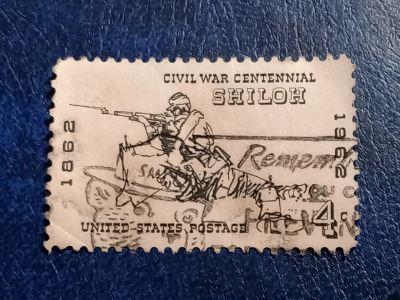 CIVIL WAR CENTENNIAL
SHILOH
1862
1962
UNITED STATES POSTAGE
4